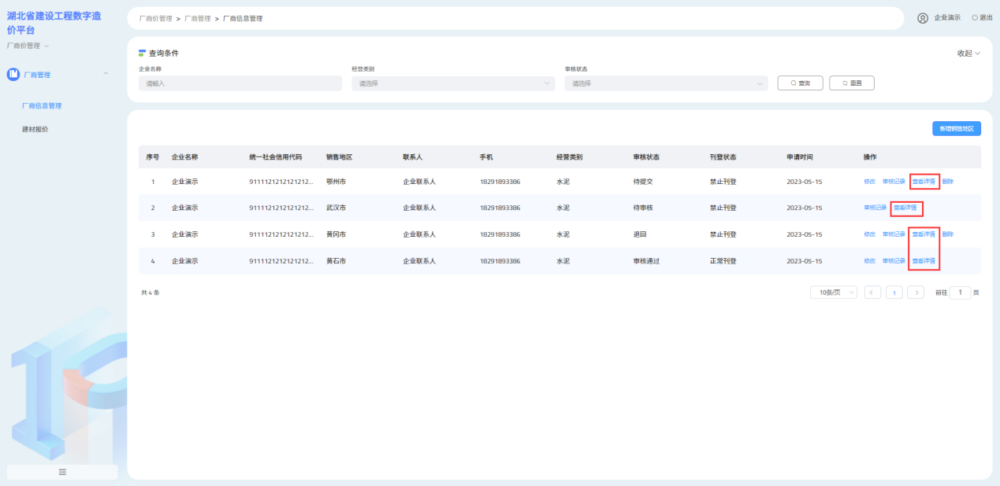 湖北省建设工程数字造
价平台
厂商价管理
厂商管理
厂商信息管理
建材报价
厂商价管理 > 厂商管理 > 厂商信息管理
企业演示 退出
查询条件 收起
企业名称 经营类别 审核状态
请输入 请选择 请选择 查询 重置
新增销售地区
序号 企业名称 统一社会信用代码 销售地区 联系人 手机 经营类别 审核状态 刊登状态 申请时间 操作
1 企业演示 9111121212121212... 鄂州市 企业联系人 18291893386 水泥 待提交 禁止刊登 2023-05-15 修改 审核记录 查看详情 删除
2 企业演示 9111121212121212... 武汉市 企业联系人 18291893386 水泥 待审核 禁止刊登 2023-05-15 审核记录 查看详情
3 企业演示 9111121212121212... 黄冈市 企业联系人 18291893386 水泥 退回 禁止刊登 2023-05-15 修改 审核记录 查看详情 删除
4 企业演示 9111121212121212... 黄石市 企业联系人 18291893386 水泥 审核通过 正常刊登 2023-05-15 修改 审核记录 查看详情
共 4 条 10条/页 < 1 > 前往 1 页